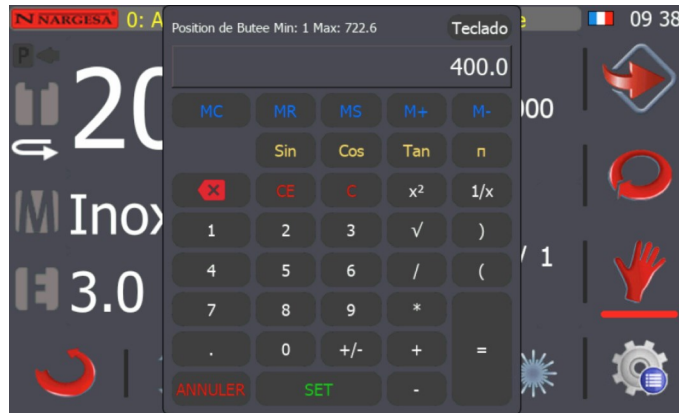 N NARGESA 0: A
Position de Butee Min: 1 Max: 722.6
Teclado
09 38
P
400.0
20
000
MC MR MS M+ M-
Sin Cos Tan π
CE C x² 1/x
Inox
1 2 3 √ )
4 5 6 / (
/ 1
3.0
7 8 9 *
. 0 +/- + =
ANNULER SET -